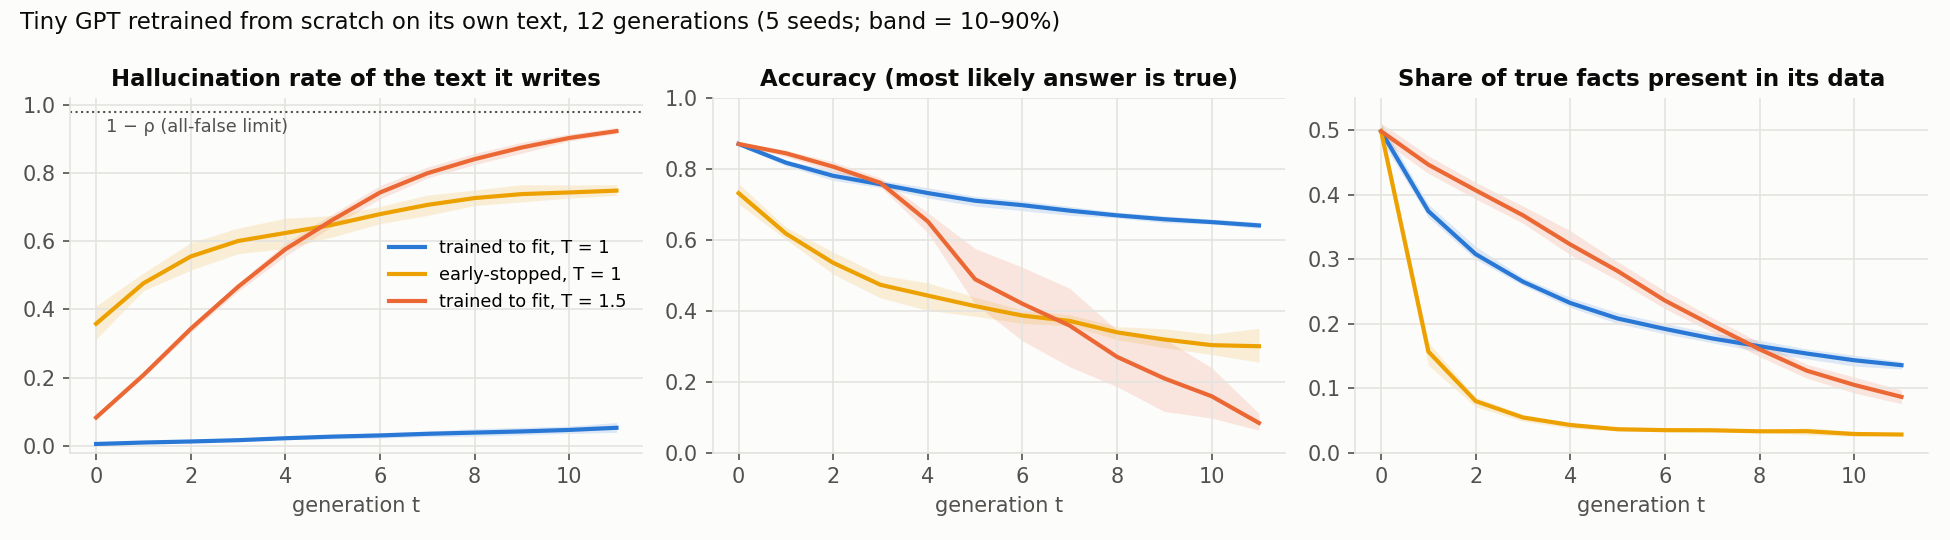 Tiny GPT retrained from scratch on its own text, 12 generations (5 seeds; band = 10–90%)
Hallucination rate of the text it writes
1.0
0.8
0.6
0.4
0.2
0.0
1 − ρ (all-false limit)
trained to fit, T = 1
early-stopped, T = 1
trained to fit, T = 1.5
0 2 4 6 8 10
generation t
Accuracy (most likely answer is true)
1.0
0.8
0.6
0.4
0.2
0.0
0 2 4 6 8 10
generation t
Share of true facts present in its data
0.5
0.4
0.3
0.2
0.1
0.0
0 2 4 6 8 10
generation t